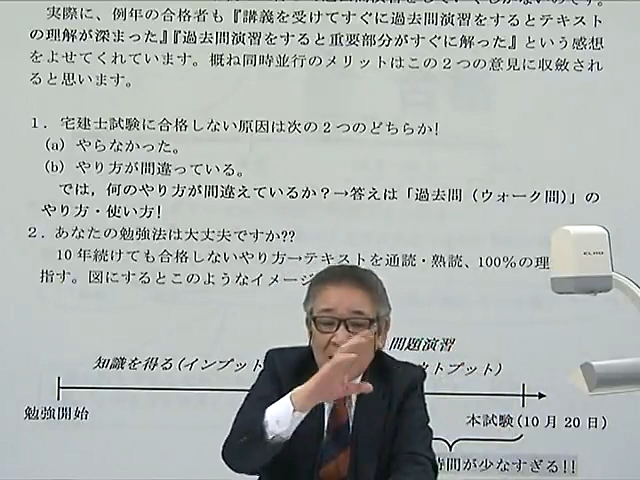 実際に、例年の合格者も『講義を受けてすぐに過去問演習をするとテキスト
の理解が深まった』『過去問演習をすると重要部分がすぐに解った』という感想
をよせてくれています。概ね同時並行のメリットはこの２つの意見に収斂され
ると思います。
１．宅建士試験に合格しない原因は次の２つのどちらか！
(a) やらなかった。
(b) やり方が間違っている。
では，何のやり方が間違えているか？→答えは「過去問（ウォーク問）」の
やり方・使い方！
２．あなたの勉強法は大丈夫ですか??
10年続けても合格しないやり方→テキストを通読・熟読、100％の理
指す。図にするとこのようなイメージ
ELMO
問題演習
知識を得る(インプッ
トプット)
勉強開始
本試験(10月20日)
時間が少なすぎる!!